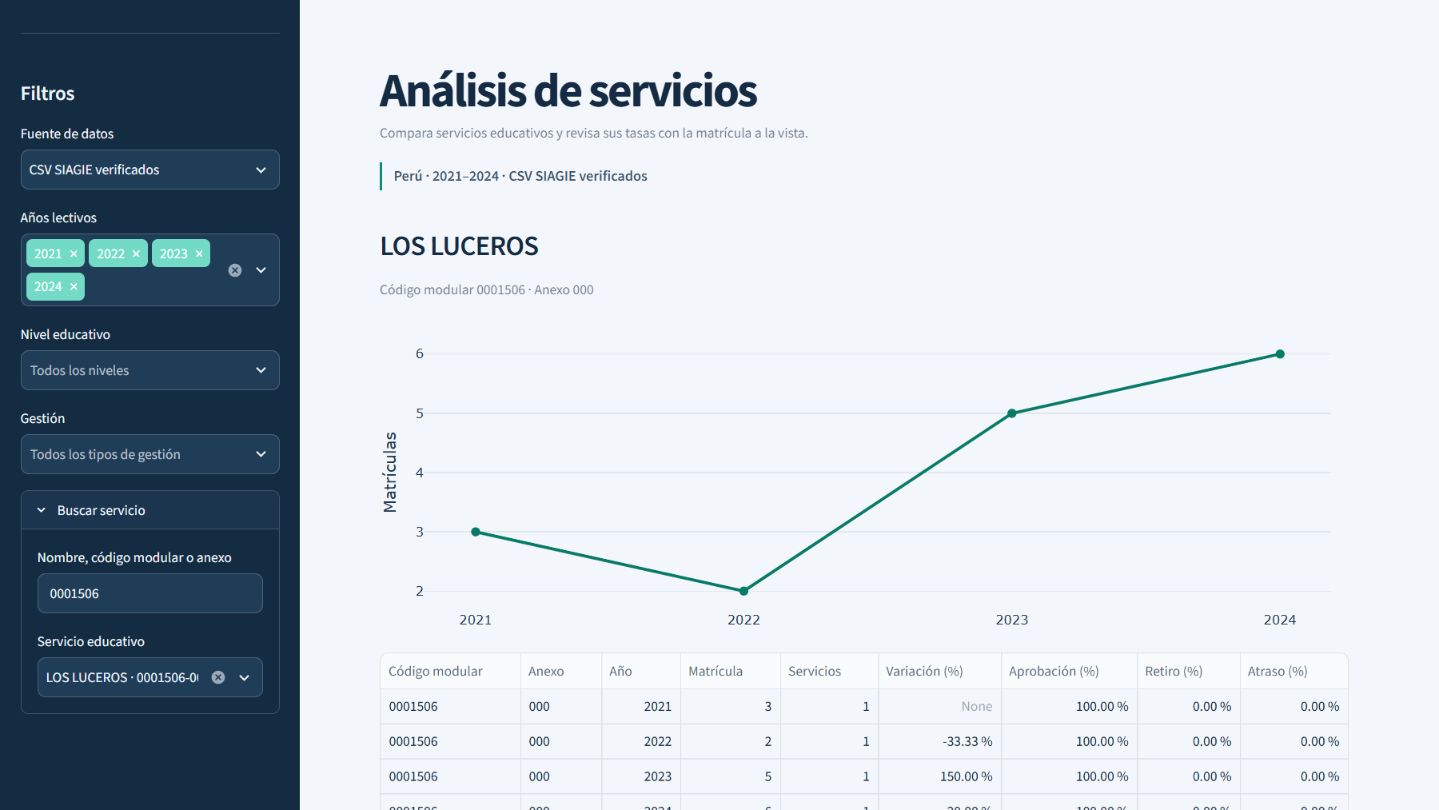 Filtros
Fuente de datos
CSV SIAGIE verificados
Años lectivos
2021 × 2022 × 2023 ×
2024 ×
Nivel educativo
Todos los niveles
Gestión
Todos los tipos de gestión
Buscar servicio
Nombre, código modular o anexo
0001506
Servicio educativo
LOS LUCEROS · 0001506-0
Análisis de servicios
Compara servicios educativos y revisa sus tasas con la matrícula a la vista.
Perú · 2021–2024 · CSV SIAGIE verificados
LOS LUCEROS
Código modular 0001506 · Anexo 000
Matrículas
6
5
4
3
2
2021 2022 2023 2024
Código modular Anexo Año Matrícula Servicios Variación (%) Aprobación (%) Retiro (%) Atraso (%)
0001506 000 2021 3 1 None 100.00 % 0.00 % 0.00 %
0001506 000 2022 2 1 -33.33 % 100.00 % 0.00 % 0.00 %
0001506 000 2023 5 1 150.00 % 100.00 % 0.00 % 0.00 %